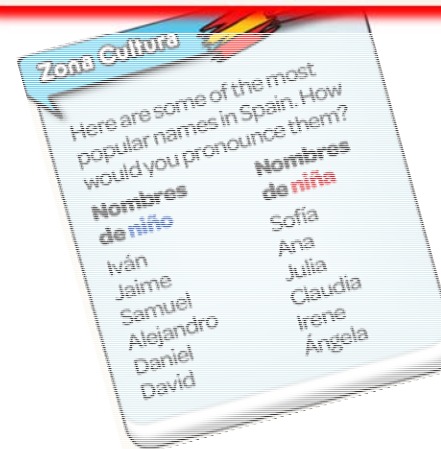 Zona Cultura
Here are some of the most
popular names in Spain. How
would you pronounce them?
Nombres
de niño
Iván
Jaime
Samuel
Alejandro
Daniel
David
Nombres
de niña
Sofía
Ana
Julia
Claudia
Irene
Ángela